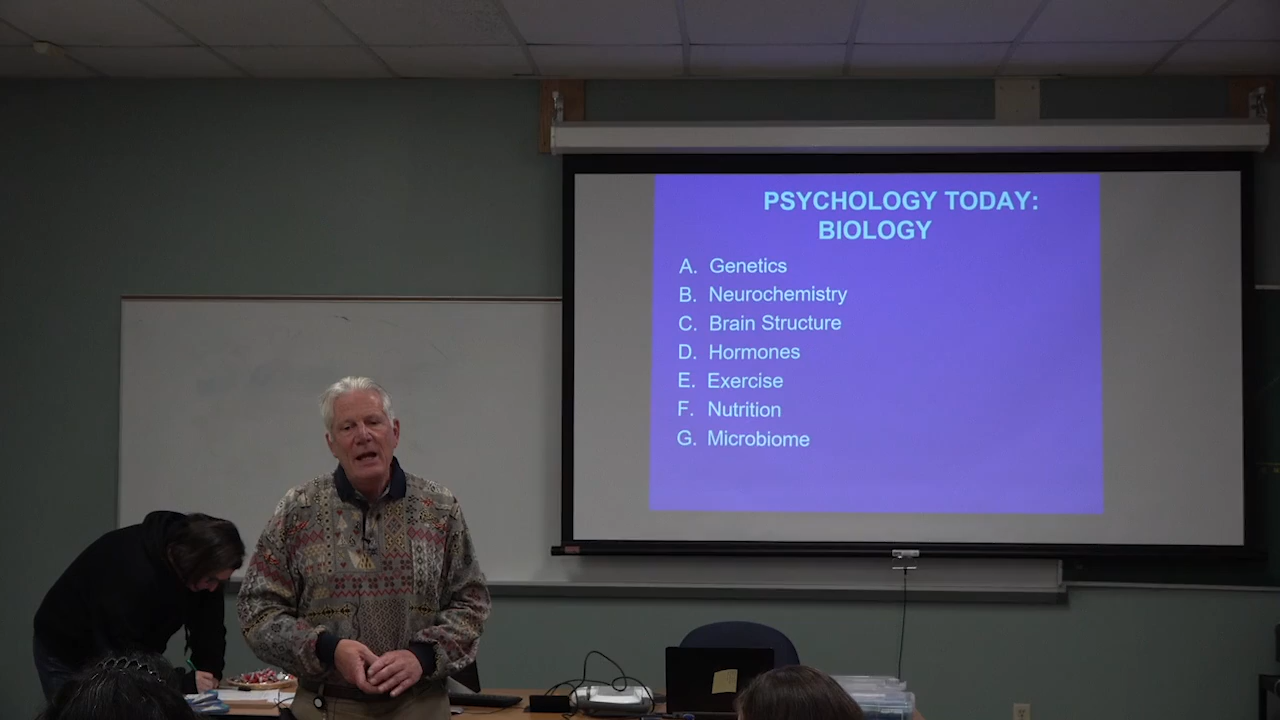 PSYCHOLOGY TODAY:
BIOLOGY
A. Genetics
B. Neurochemistry
C. Brain Structure
D. Hormones
E. Exercise
F. Nutrition
G. Microbiome